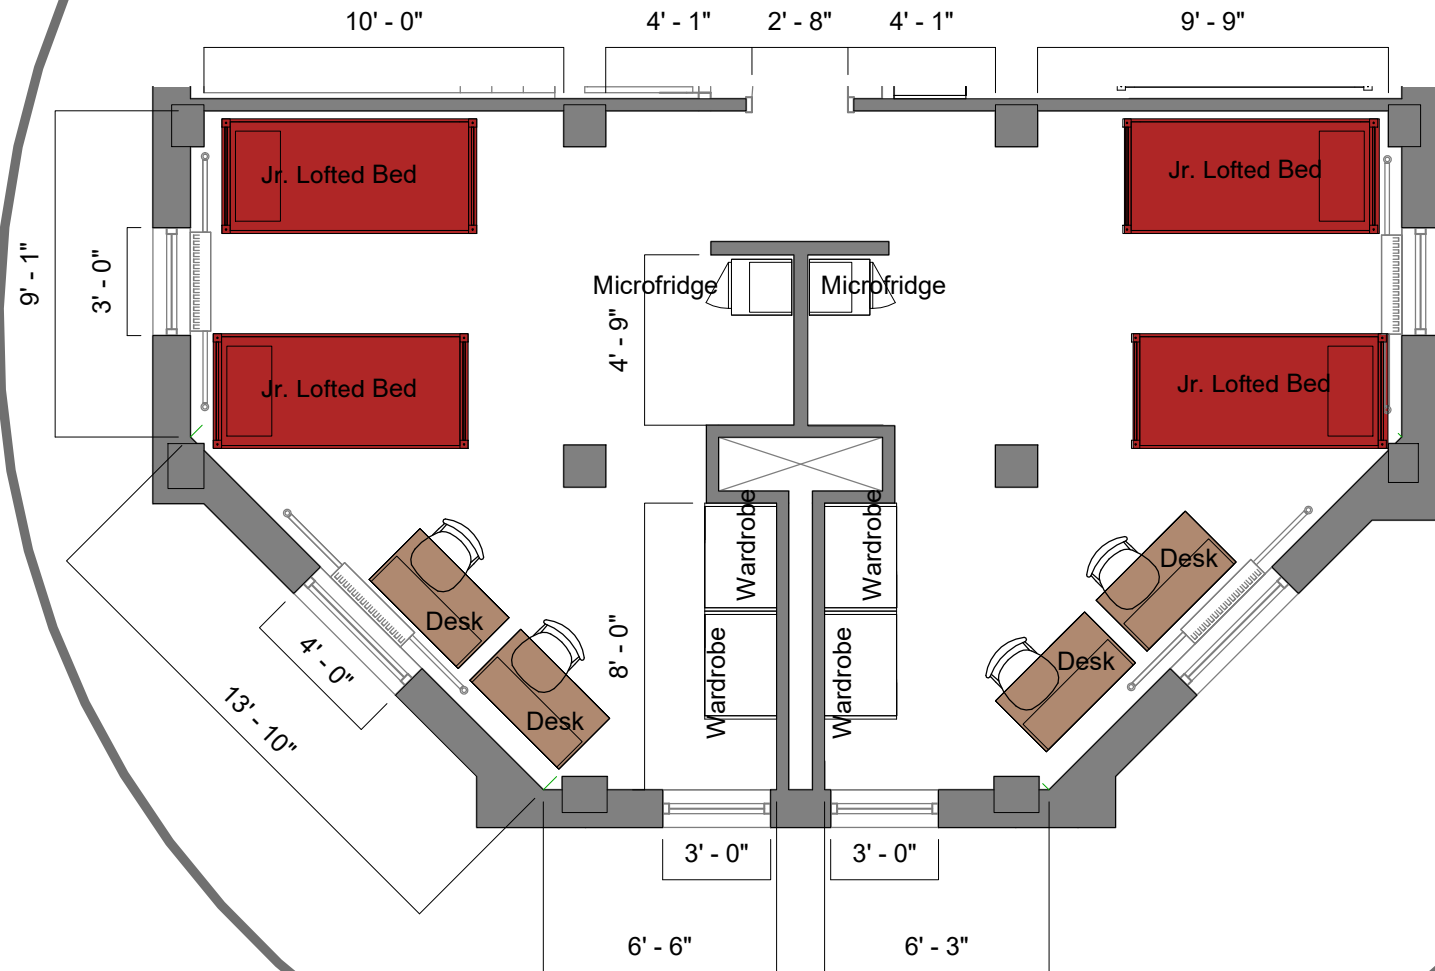 10' - 0"
4' - 1"
2' - 8"
4' - 1"
9' - 9"
Jr. Lofted Bed
Jr. Lofted Bed
9' - 1"
3' - 0"
Microfridge
Microfridge
4' - 9"
Jr. Lofted Bed
Jr. Lofted Bed
Wardrobe
Wardrobe
Desk
Desk
8' - 0"
Wardrobe
Wardrobe
4' - 0"
Desk
Desk
13' - 10"
3' - 0"
3' - 0"
6' - 6"
6' - 3"